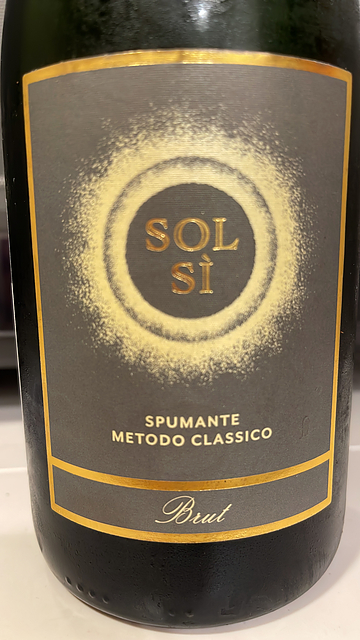 SOL
SÌ
SPUMANTE
METODO CLASSICO
Brut